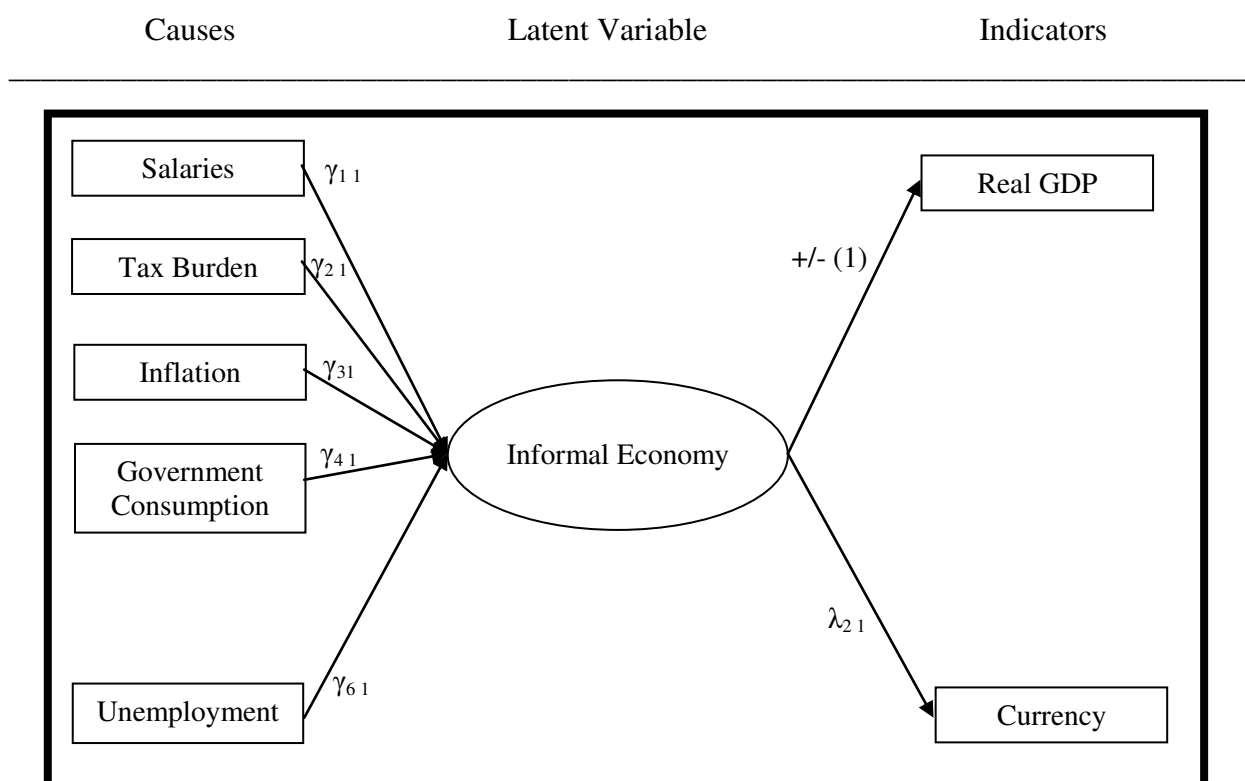 Causes Latent Variable Indicators
Salaries
γ1 1
Real GDP
Tax Burden
γ2 1
+/- (1)
Inflation
γ31
Government
Consumption
γ4 1
Informal Economy
λ2 1
Unemployment
γ6 1
Currency